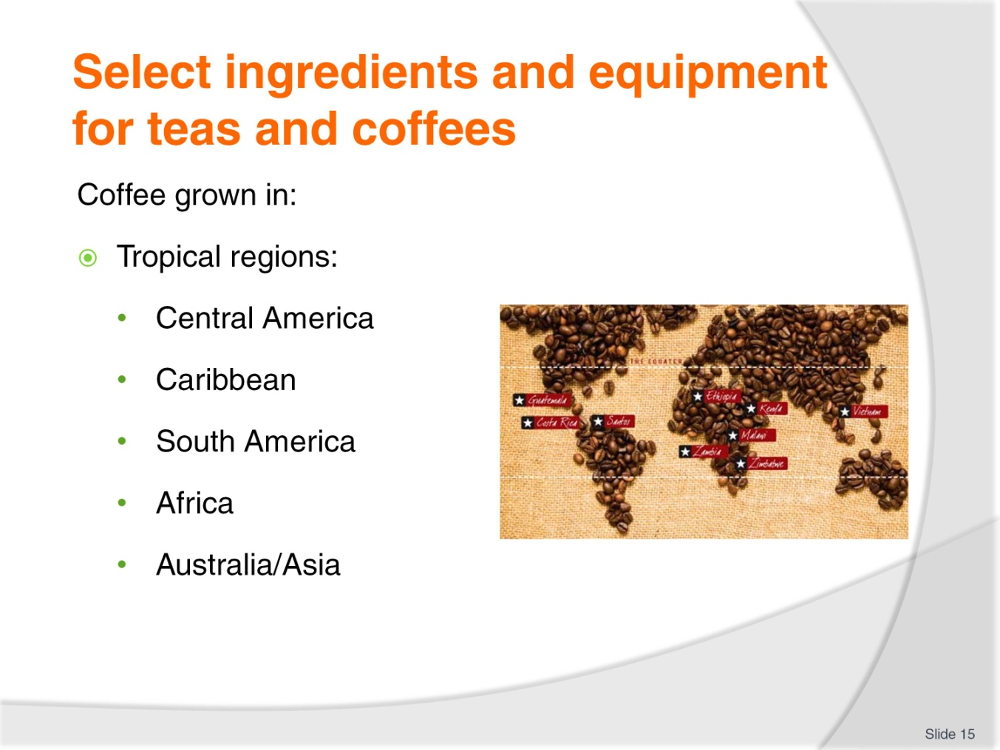 Select ingredients and equipment
for teas and coffees
Coffee grown in:
Tropical regions:
• Central America
• Caribbean
• South America
• Africa
• Australia/Asia
THE EQUATER
Guatemala
Costa Rica
Santos
Ethiopia
Kenya
Malawi
Zambia
Zimbabwe
Vietnam
Slide 15